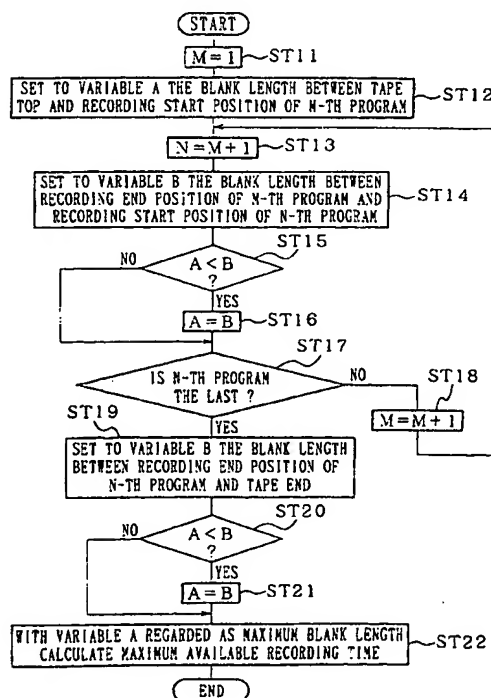 START
M=1
ST11
SET TO VARIABLE A THE BLANK LENGTH BETWEEN TAPE
TOP AND RECORDING START POSITION OF M-TH PROGRAM
ST12
N=M+1
ST13
SET TO VARIABLE B THE BLANK LENGTH BETWEEN
RECORDING END POSITION OF M-TH PROGRAM AND
RECORDING START POSITION OF N-TH PROGRAM
ST14
ST15
NO
A<B
?
YES
A=B
ST16
ST17
IS N-TH PROGRAM
THE LAST ?
NO
ST18
M=M+1
ST19
YES
SET TO VARIABLE B THE BLANK LENGTH
BETWEEN RECORDING END POSITION OF
N-TH PROGRAM AND TAPE END
ST20
NO
A<B
?
YES
A=B
ST21
WITH VARIABLE A REGARDED AS MAXIMUM BLANK LENGTH
CALCULATE MAXIMUM AVAILABLE RECORDING TIME
ST22
END